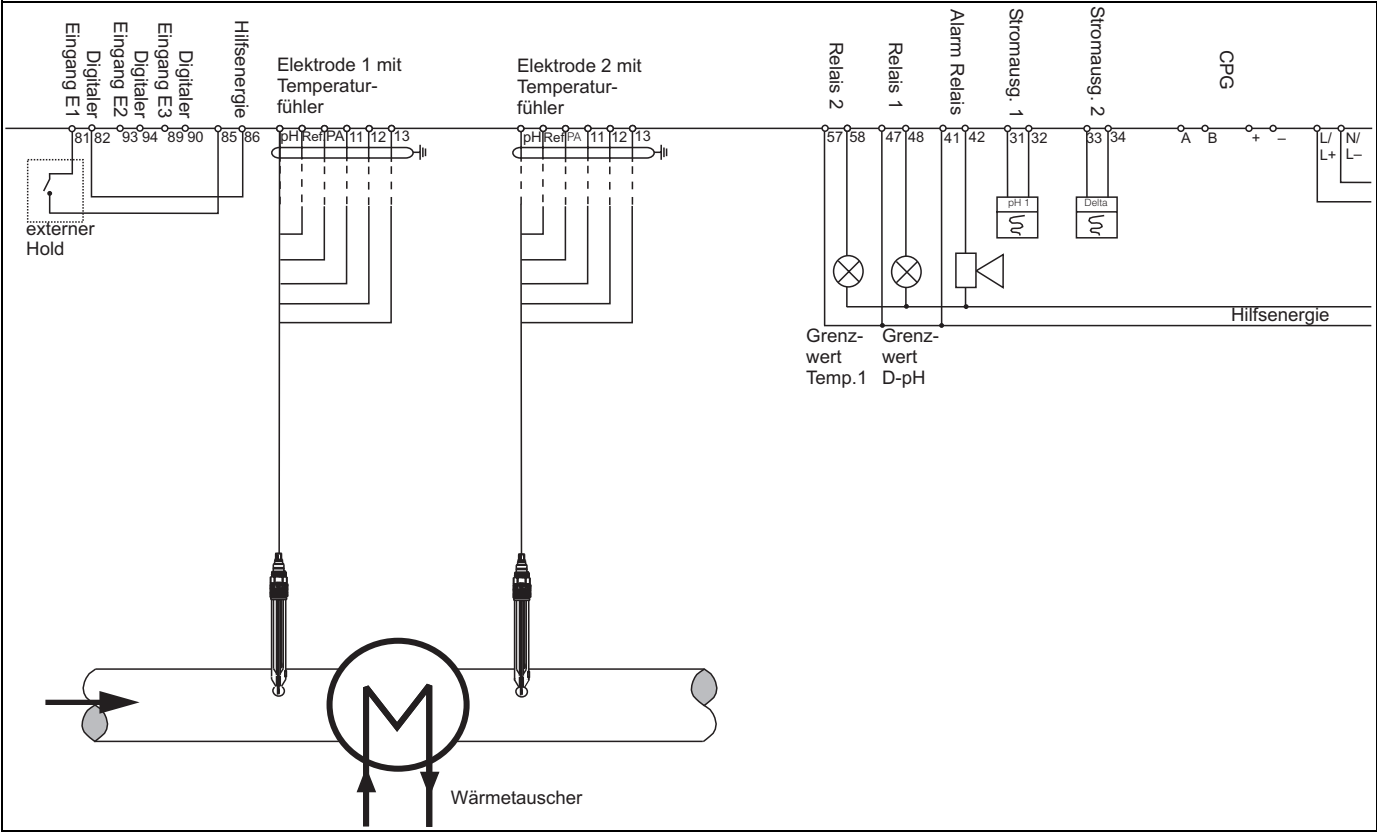 Digitaler
Eingang E1
Digitaler
Eingang E2
Digitaler
Eingang E3
Hilfsenergie
Elektrode 1 mit
Temperatur-
fühler
Elektrode 2 mit
Temperatur-
fühler
Relais 2
Relais 1
Alarm Relais
Stromausg. 1
Stromausg. 2
CPG
81 82 93 94 89 90 85 86 pH Ref PA 11 12 13 pH Ref PA 11 12 13 57 58 47 48 41 42 31 32 33 34 A B + – L/ N/
L+ L–
pH 1 Delta
externer
Hold
Hilfsenergie
Grenz-
wert
Temp.1
Grenz-
wert
D-pH
Wärmetauscher